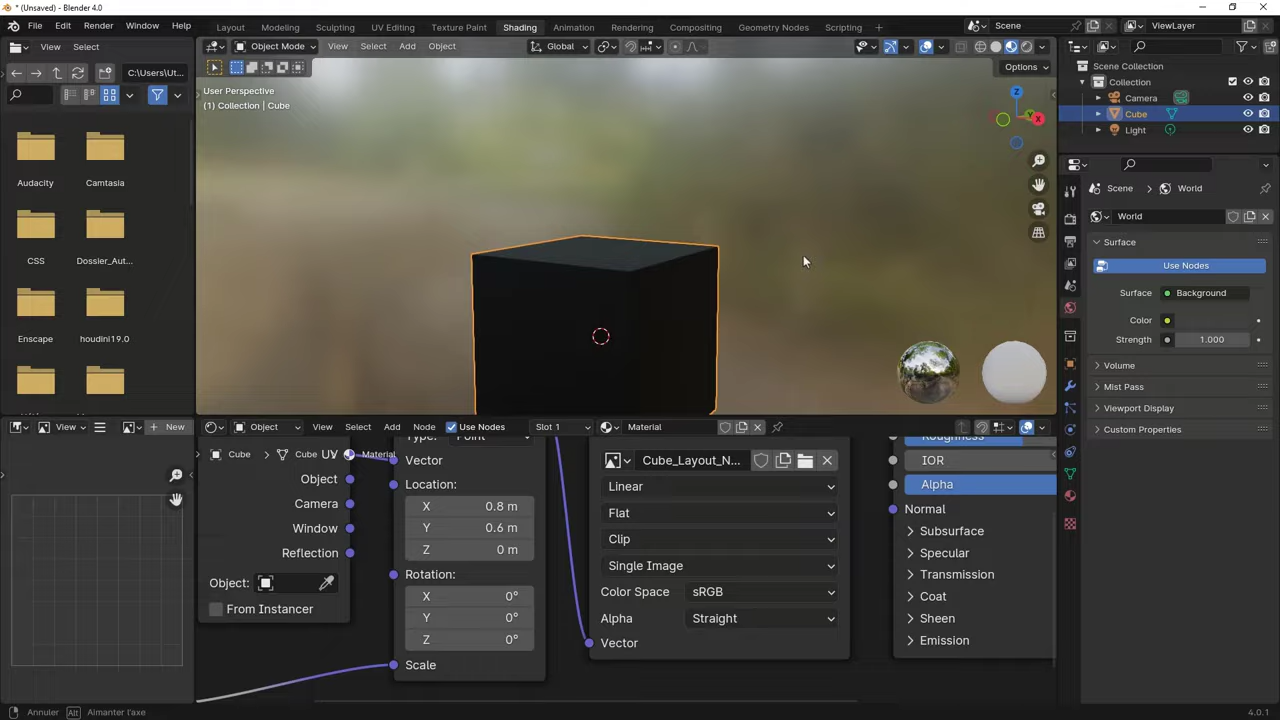 * (Unsaved) - Blender 4.0
File Edit Render Window Help
Layout Modeling Sculpting UV Editing Texture Paint Shading Animation Rendering Compositing Geometry Nodes Scripting +
Scene
ViewLayer
View Select
Object Mode View Select Add Object
Global
C:\Users\Ut...
Options
User Perspective
(1) Collection | Cube
Z
Y
X
Audacity
Camtasia
CSS
Dossier_Aut...
Enscape
houdini19.0
Scene Collection
Collection
Camera
Cube
Light
Scene > World
World
Surface
Use Nodes
Surface Background
Color
Strength 1.000
Volume
Mist Pass
Viewport Display
Custom Properties
View New
Object View Select Add Node Use Nodes Slot 1 Material
Cube > Cube > Material
UV
Object
Camera
Window
Reflection
Object:
From Instancer
Type: Point
Vector
Location:
X 0.8 m
Y 0.6 m
Z 0 m
Rotation:
X 0°
Y 0°
Z 0°
Scale
Cube_Layout_N...
Linear
Flat
Clip
Single Image
Color Space sRGB
Alpha Straight
Vector
Roughness
IOR
Alpha
Normal
Subsurface
Specular
Transmission
Coat
Sheen
Emission
Annuler Alt Almanter l'axe
4.0.1